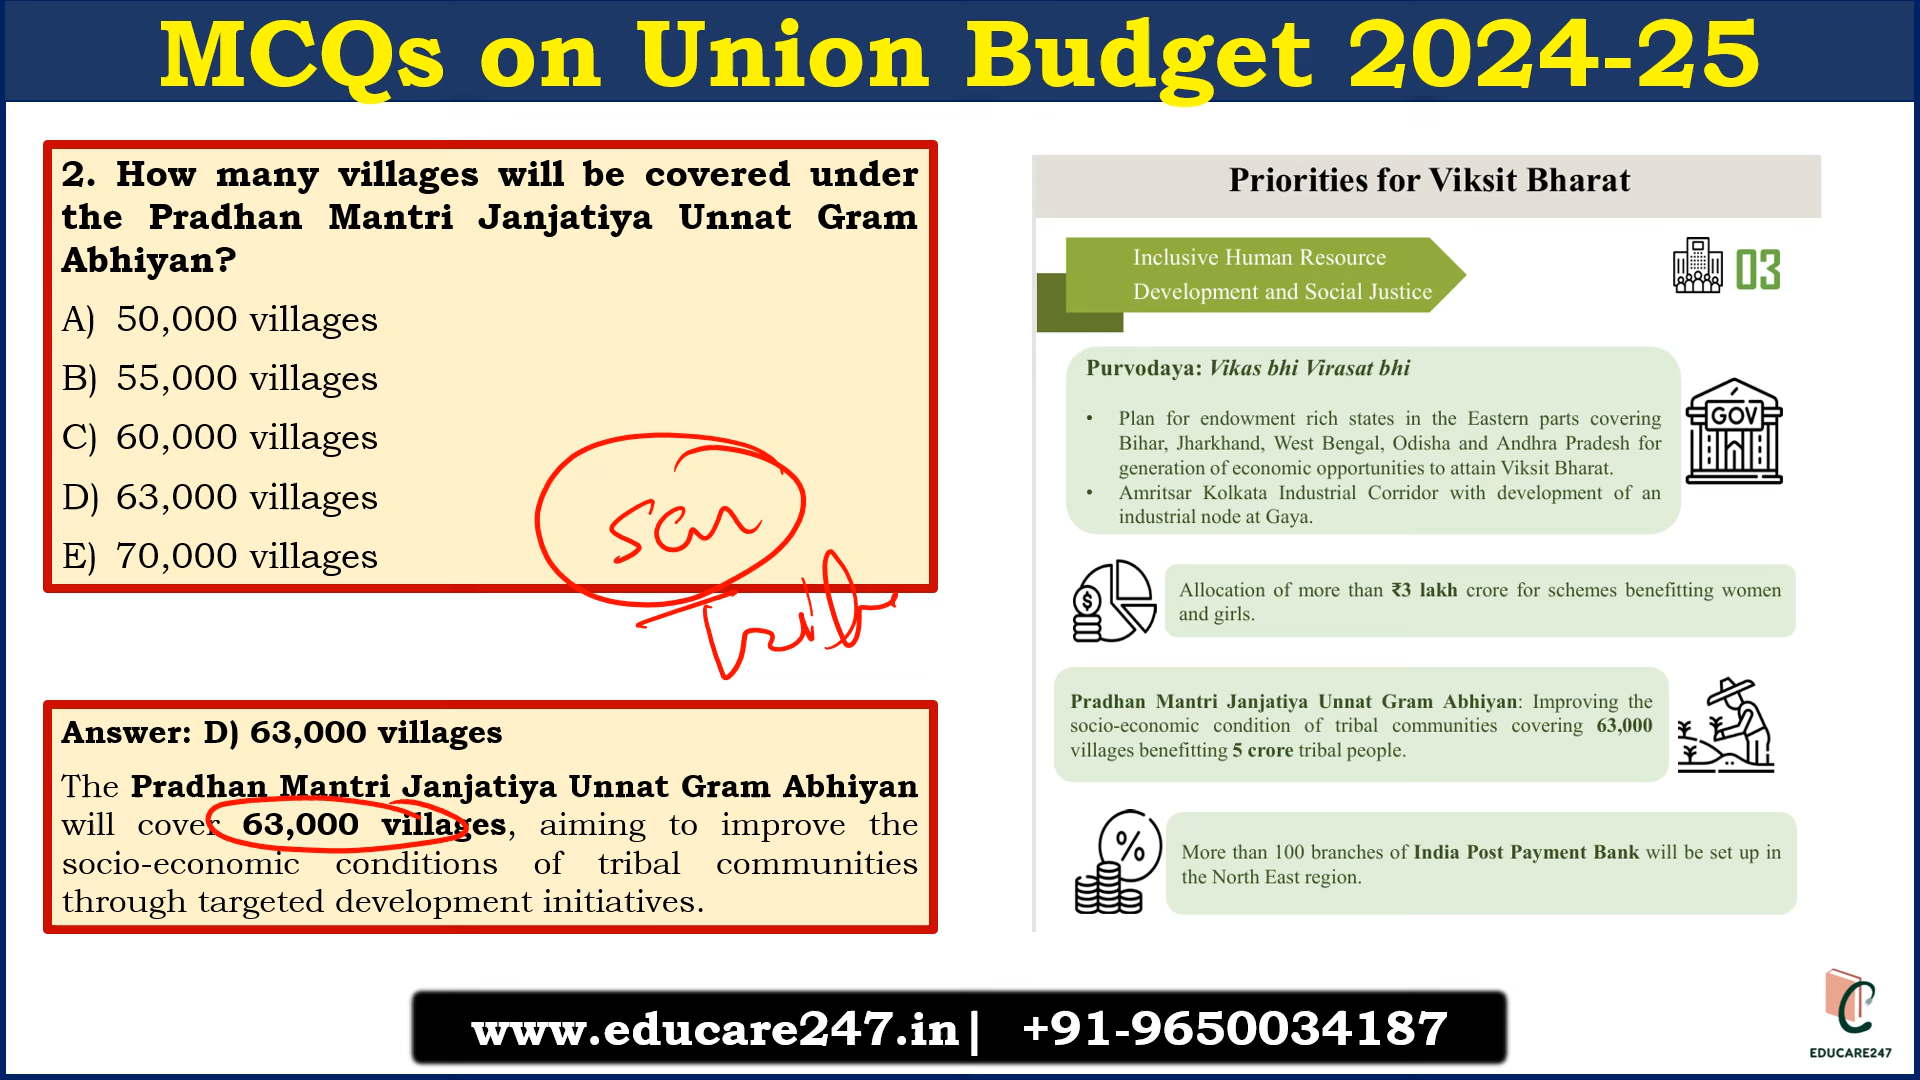 MCQs on Union Budget 2024-25
2. How many villages will be covered under
the Pradhan Mantri Janjatiya Unnat Gram
Abhiyan?
A) 50,000 villages
B) 55,000 villages
C) 60,000 villages
D) 63,000 villages
E) 70,000 villages
Answer: D) 63,000 villages
The Pradhan Mantri Janjatiya Unnat Gram Abhiyan
will cover 63,000 villages, aiming to improve the
socio-economic conditions of tribal communities
through targeted development initiatives.
Priorities for Viksit Bharat
Inclusive Human Resource
Development and Social Justice
03
Purvodaya: Vikas bhi Virasat bhi
• Plan for endowment rich states in the Eastern parts covering
Bihar, Jharkhand, West Bengal, Odisha and Andhra Pradesh for
generation of economic opportunities to attain Viksit Bharat.
• Amritsar Kolkata Industrial Corridor with development of an
industrial node at Gaya.
GOV
Allocation of more than ₹3 lakh crore for schemes benefitting women
and girls.
Pradhan Mantri Janjatiya Unnat Gram Abhiyan: Improving the
socio-economic condition of tribal communities covering 63,000
villages benefitting 5 crore tribal people.
More than 100 branches of India Post Payment Bank will be set up in
the North East region.
www.educare247.in| +91-9650034187
EDUCARE247